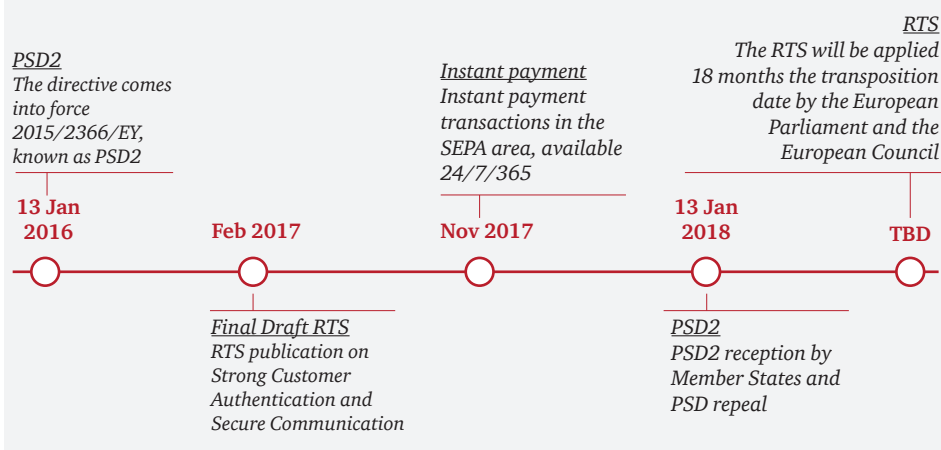 PSD2
The directive comes
into force
2015/2366/EY,
known as PSD2
13 Jan
2016
Feb 2017
Final Draft RTS
RTS publication on
Strong Customer
Authentication and
Secure Communication
Instant payment
Instant payment
transactions in the
SEPA area, available
24/7/365
Nov 2017
13 Jan
2018
PSD2
PSD2 reception by
Member States and
PSD repeal
RTS
The RTS will be applied
18 months the transposition
date by the European
Parliament and the
European Council
TBD